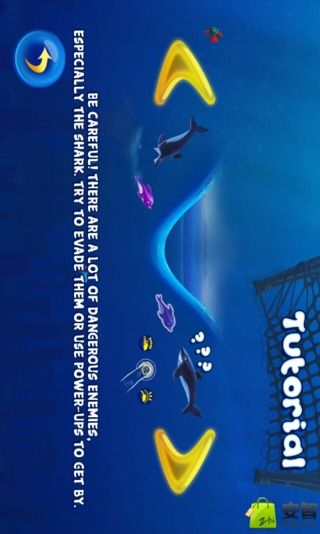 Tutorial
? ? ?
BE CAREFUL! THERE ARE A LOT OF DANGEROUS ENEMIES,
ESPECIALLY THE SHARK. TRY TO EVADE THEM OR USE POWER-UPS TO GET BY.
安智